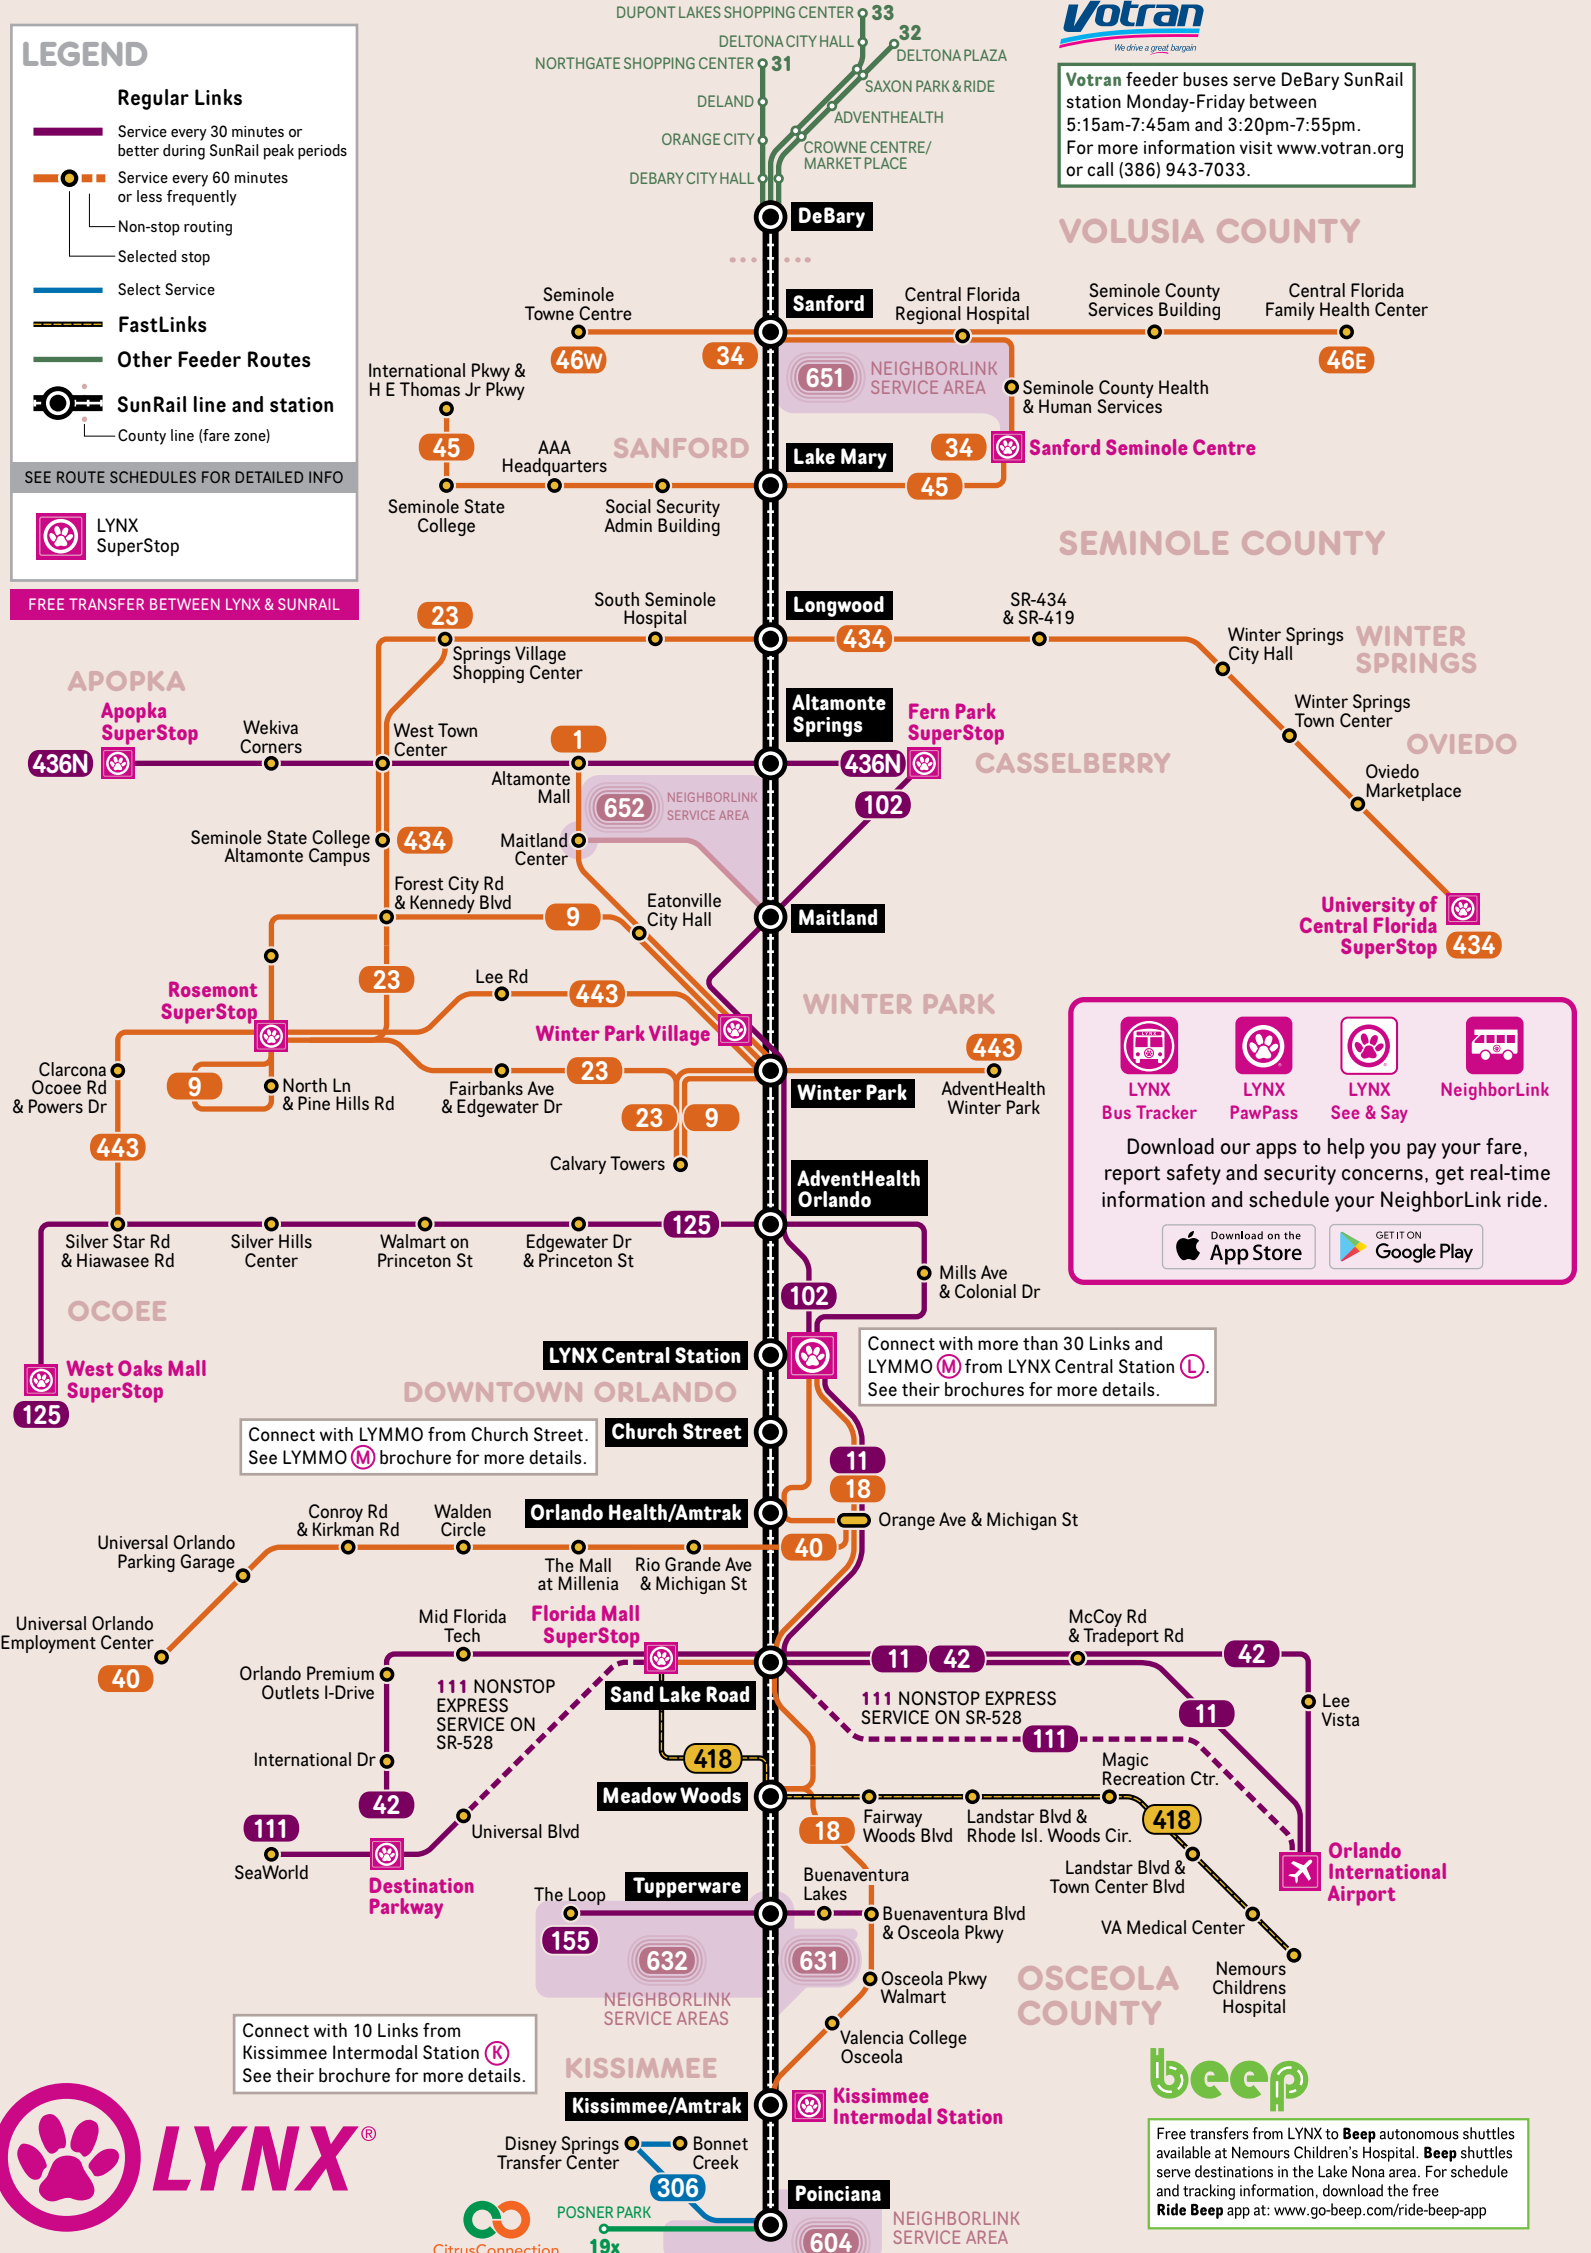 DUPONT LAKES SHOPPING CENTER 33
DELTONA CITY HALL
32
DELTONA PLAZA
NORTHGATE SHOPPING CENTER 31
SAXON PARK & RIDE
DELAND
ADVENTHEALTH
ORANGE CITY
CROWNE CENTRE/
MARKET PLACE
DEBARY CITY HALL
Votran
We drive a great bargain
Votran feeder buses serve DeBary SunRail
station Monday-Friday between
5:15am-7:45am and 3:20pm-7:55pm.
For more information visit www.votran.org
or call (386) 943-7033.
LEGEND
Regular Links
Service every 30 minutes or
better during SunRail peak periods
Service every 60 minutes
or less frequently
Non-stop routing
Selected stop
Select Service
FastLinks
Other Feeder Routes
SunRail line and station
County line (fare zone)
SEE ROUTE SCHEDULES FOR DETAILED INFO
LYNX
SuperStop
FREE TRANSFER BETWEEN LYNX & SUNRAIL
DeBary
VOLUSIA COUNTY
Seminole
Towne Centre
46W
Sanford
34
Central Florida
Regional Hospital
Seminole County
Services Building
Central Florida
Family Health Center
46E
651
NEIGHBORLINK
SERVICE AREA
Seminole County Health
& Human Services
International Pkwy &
H E Thomas Jr Pkwy
45
AAA
Headquarters
SANFORD
Lake Mary
34
Sanford Seminole Centre
45
Seminole State
College
Social Security
Admin Building
SEMINOLE COUNTY
23
South Seminole
Hospital
Longwood
434
SR-434
& SR-419
Winter Springs
City Hall
WINTER
SPRINGS
Springs Village
Shopping Center
APOPKA
Apopka
SuperStop
436N
Wekiva
Corners
West Town
Center
1
Altamonte
Mall
Altamonte
Springs
436N
Fern Park
SuperStop
CASSELBERRY
102
Winter Springs
Town Center
OVIEDO
Oviedo
Marketplace
652
NEIGHBORLINK
SERVICE AREA
Seminole State College
Altamonte Campus
434
Maitland
Center
Forest City Rd
& Kennedy Blvd
9
Eatonville
City Hall
Maitland
University of
Central Florida
SuperStop
434
23
Rosemont
SuperStop
Lee Rd
443
WINTER PARK
Winter Park Village
443
Clarcona
Ocoee Rd
& Powers Dr
9
North Ln
& Pine Hills Rd
Fairbanks Ave
& Edgewater Dr
23
Winter Park
AdventHealth
Winter Park
23
9
443
Calvary Towers
LYNX
Bus Tracker
LYNX
PawPass
LYNX
See & Say
NeighborLink
Download our apps to help you pay your fare,
report safety and security concerns, get real-time
information and schedule your NeighborLink ride.
Download on the
App Store
GET IT ON
Google Play
AdventHealth
Orlando
125
Silver Star Rd
& Hiawasee Rd
Silver Hills
Center
Walmart on
Princeton St
Edgewater Dr
& Princeton St
Mills Ave
& Colonial Dr
102
OCOEE
West Oaks Mall
SuperStop
125
LYNX Central Station
Connect with more than 30 Links and
LYMMO M from LYNX Central Station L.
See their brochures for more details.
DOWNTOWN ORLANDO
Connect with LYMMO from Church Street.
See LYMMO M brochure for more details.
Church Street
11
18
Orlando Health/Amtrak
Orange Ave & Michigan St
Conroy Rd
& Kirkman Rd
Walden
Circle
Universal Orlando
Parking Garage
The Mall
at Millenia
Rio Grande Ave
& Michigan St
40
Universal Orlando
Employment Center
40
Mid Florida
Tech
Florida Mall
SuperStop
McCoy Rd
& Tradeport Rd
11
42
42
Orlando Premium
Outlets I-Drive
111 NONSTOP
EXPRESS
SERVICE ON
SR-528
Sand Lake Road
111 NONSTOP EXPRESS
SERVICE ON SR-528
Lee
Vista
11
111
International Dr
418
42
Meadow Woods
Magic
Recreation Ctr.
Fairway
Woods Blvd
Landstar Blvd &
Rhode Isl. Woods Cir.
418
111
Universal Blvd
18
SeaWorld
Destination
Parkway
Landstar Blvd &
Town Center Blvd
Orlando
International
Airport
The Loop
Tupperware
Buenaventura
Lakes
155
Buenaventura Blvd
& Osceola Pkwy
VA Medical Center
632
631
NEIGHBORLINK
SERVICE AREAS
Osceola Pkwy
Walmart
OSCEOLA
COUNTY
Nemours
Childrens
Hospital
Connect with 10 Links from
Kissimmee Intermodal Station K
See their brochure for more details.
Valencia College
Osceola
KISSIMMEE
Kissimmee/Amtrak
Kissimmee
Intermodal Station
beep
Free transfers from LYNX to Beep autonomous shuttles
available at Nemours Children's Hospital. Beep shuttles
serve destinations in the Lake Nona area. For schedule
and tracking information, download the free
Ride Beep app at: www.go-beep.com/ride-beep-app
LYNX®
Disney Springs
Transfer Center
Bonnet
Creek
306
Poinciana
POSNER PARK
19x
CitrusConnection
604
NEIGHBORLINK
SERVICE AREA